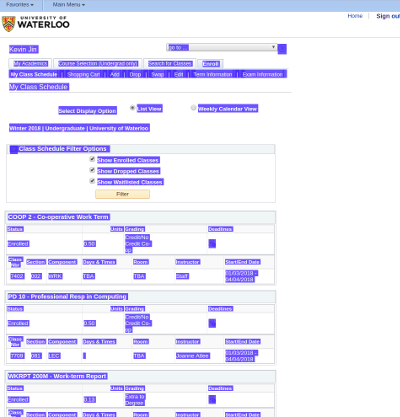 Favorites Main Menu
UNIVERSITY OF
WATERLOO
Home Sign out
Kevin Jin
go to ...
My Academics Course Selection (Undergrad only) Search for Classes Enroll
My Class Schedule | Shopping Cart | Add | Drop | Swap | Edit | Term Information | Exam Information
My Class Schedule
Select Display Option List View Weekly Calendar View
Winter 2018 | Undergraduate | University of Waterloo
Class Schedule Filter Options
Show Enrolled Classes
Show Dropped Classes
Show Waitlisted Classes
Filter
COOP 2 - Co-operative Work Term
Status Units Grading Deadlines
Enrolled 0.50 Credit/No
Credit Co-
op
Class
Nbr Section Component Days & Times Room Instructor Start/End Date
7402 002 WRK TBA TBA Staff 01/03/2018 -
04/04/2018
PD 10 - Professional Resp in Computing
Status Units Grading Deadlines
Enrolled 0.50 Credit/No
Credit Co-
op
Class
Nbr Section Component Days & Times Room Instructor Start/End Date
7709 081 LEC TBA Joanne Atlee 01/03/2018 -
04/04/2018
WKRPT 200M - Work-term Report
Status Units Grading Deadlines
Enrolled 0.13 Extra to
Degree
Class Section Component Days & Times Room Instructor Start/End Date